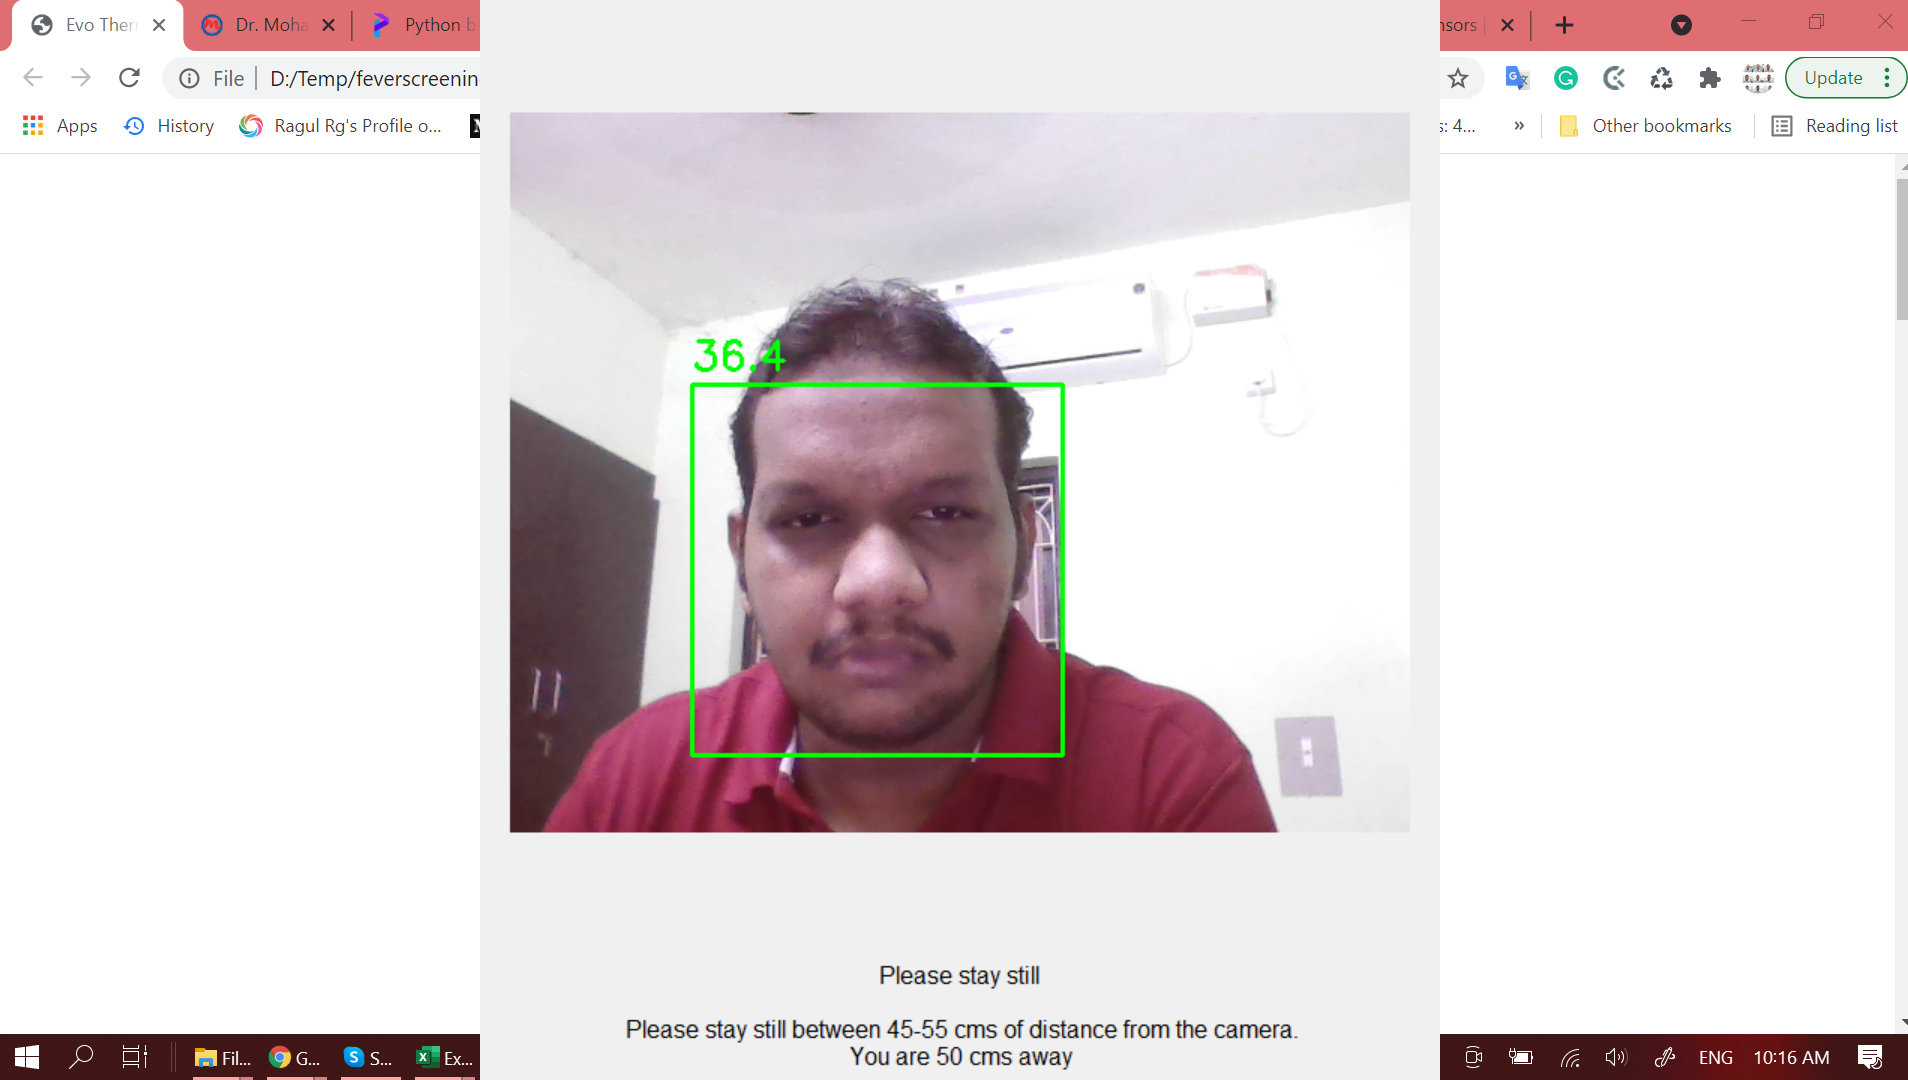 Evo Ther
Dr. Moha
Python b
nsors
File
D:/Temp/feverscreenin
Update
Apps
History
Ragul Rg's Profile o...
s: 4...
»
Other bookmarks
Reading list
36.4
Please stay still
Please stay still between 45-55 cms of distance from the camera.
You are 50 cms away
Fil...
G...
S...
Ex...
ENG
10:16 AM